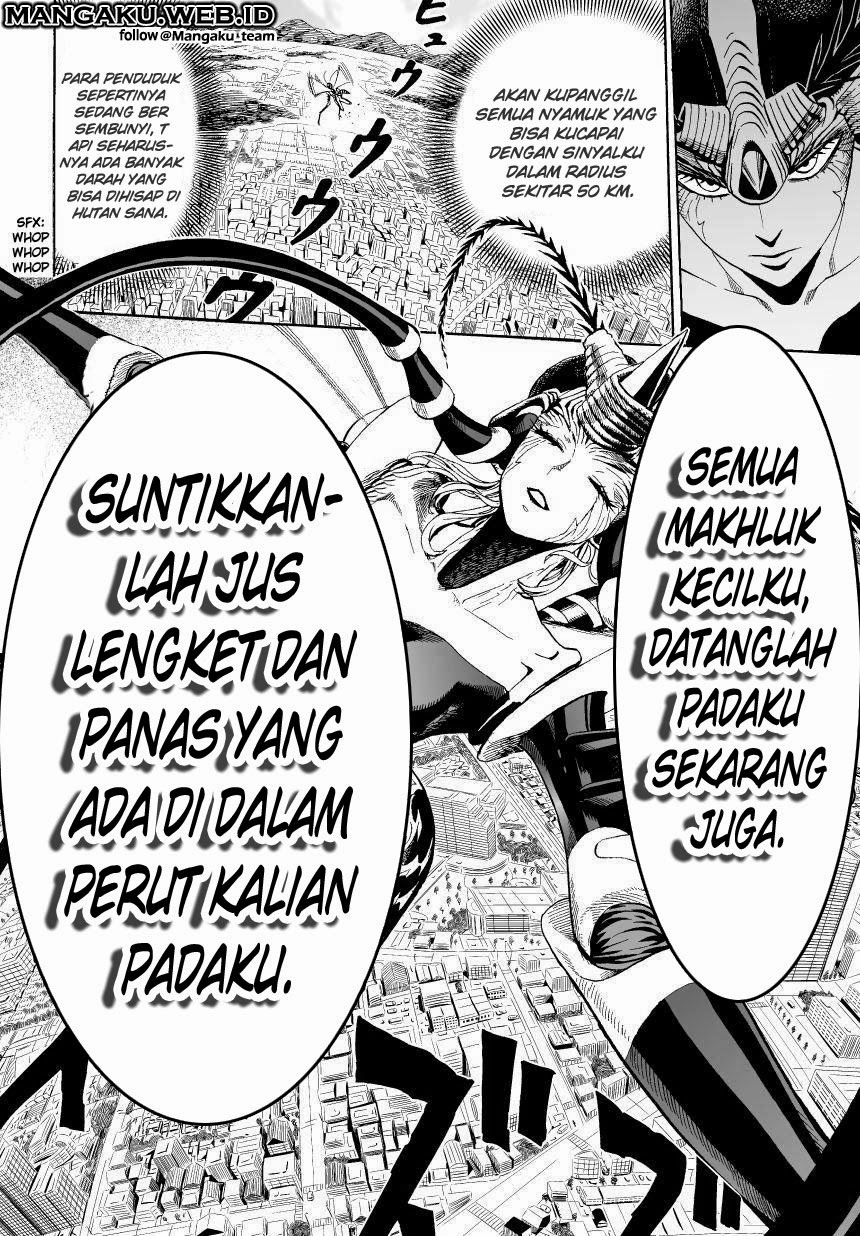 MANGAKU.WEB.ID
follow @Mangaku_team
AKAN KUPANGGIL
SEMUA NYAMUK YANG
BISA KUCAPAI
DENGAN SINYALKU
DALAM RADIUS
SEKITAR 50 KM.
PARA PENDUDUK
SEPERTINYA
SEDANG BER
SEMBUNYI, T
API SEHARUS-
NYA ADA BANYAK
DARAH YANG
BISA DIHISAP DI
HUTAN SANA.
ヒュウウウウ
SFX:
WHOP
WHOP
WHOP
SEMUA
MAKHLUK
KECILKU,
DATANGLAH
PADAKU
SEKARANG
JUGA.
SUNTIKKAN-
LAH JUS
LENGKET DAN
PANAS YANG
ADA DI DALAM
PERUT KALIAN
PADAKU.